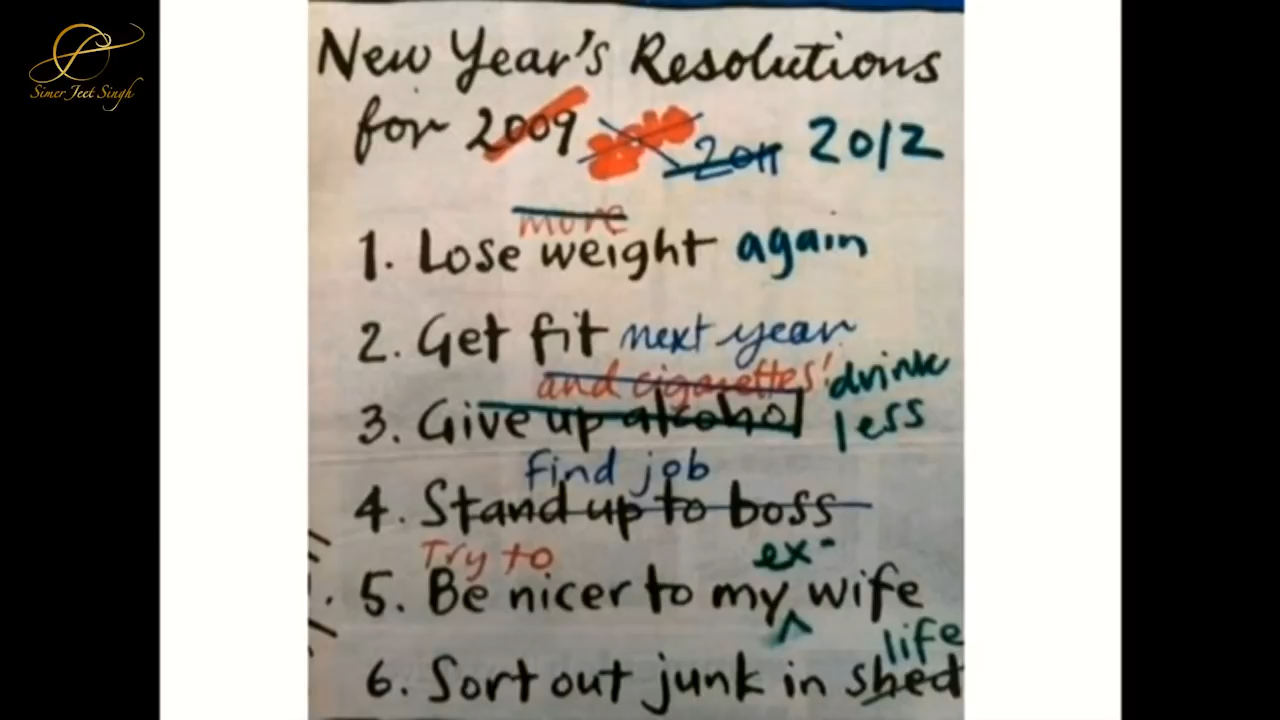 Simer Jeet Singh
New Year's Resolutions
for 2009 2011 2012
more
1. Lose weight again
2. Get fit next year
and cigarettes! drink
3. Give up alcohol less
find job
4. Stand up to boss
Try to ex-
5. Be nicer to my wife
life
6. Sort out junk in shed